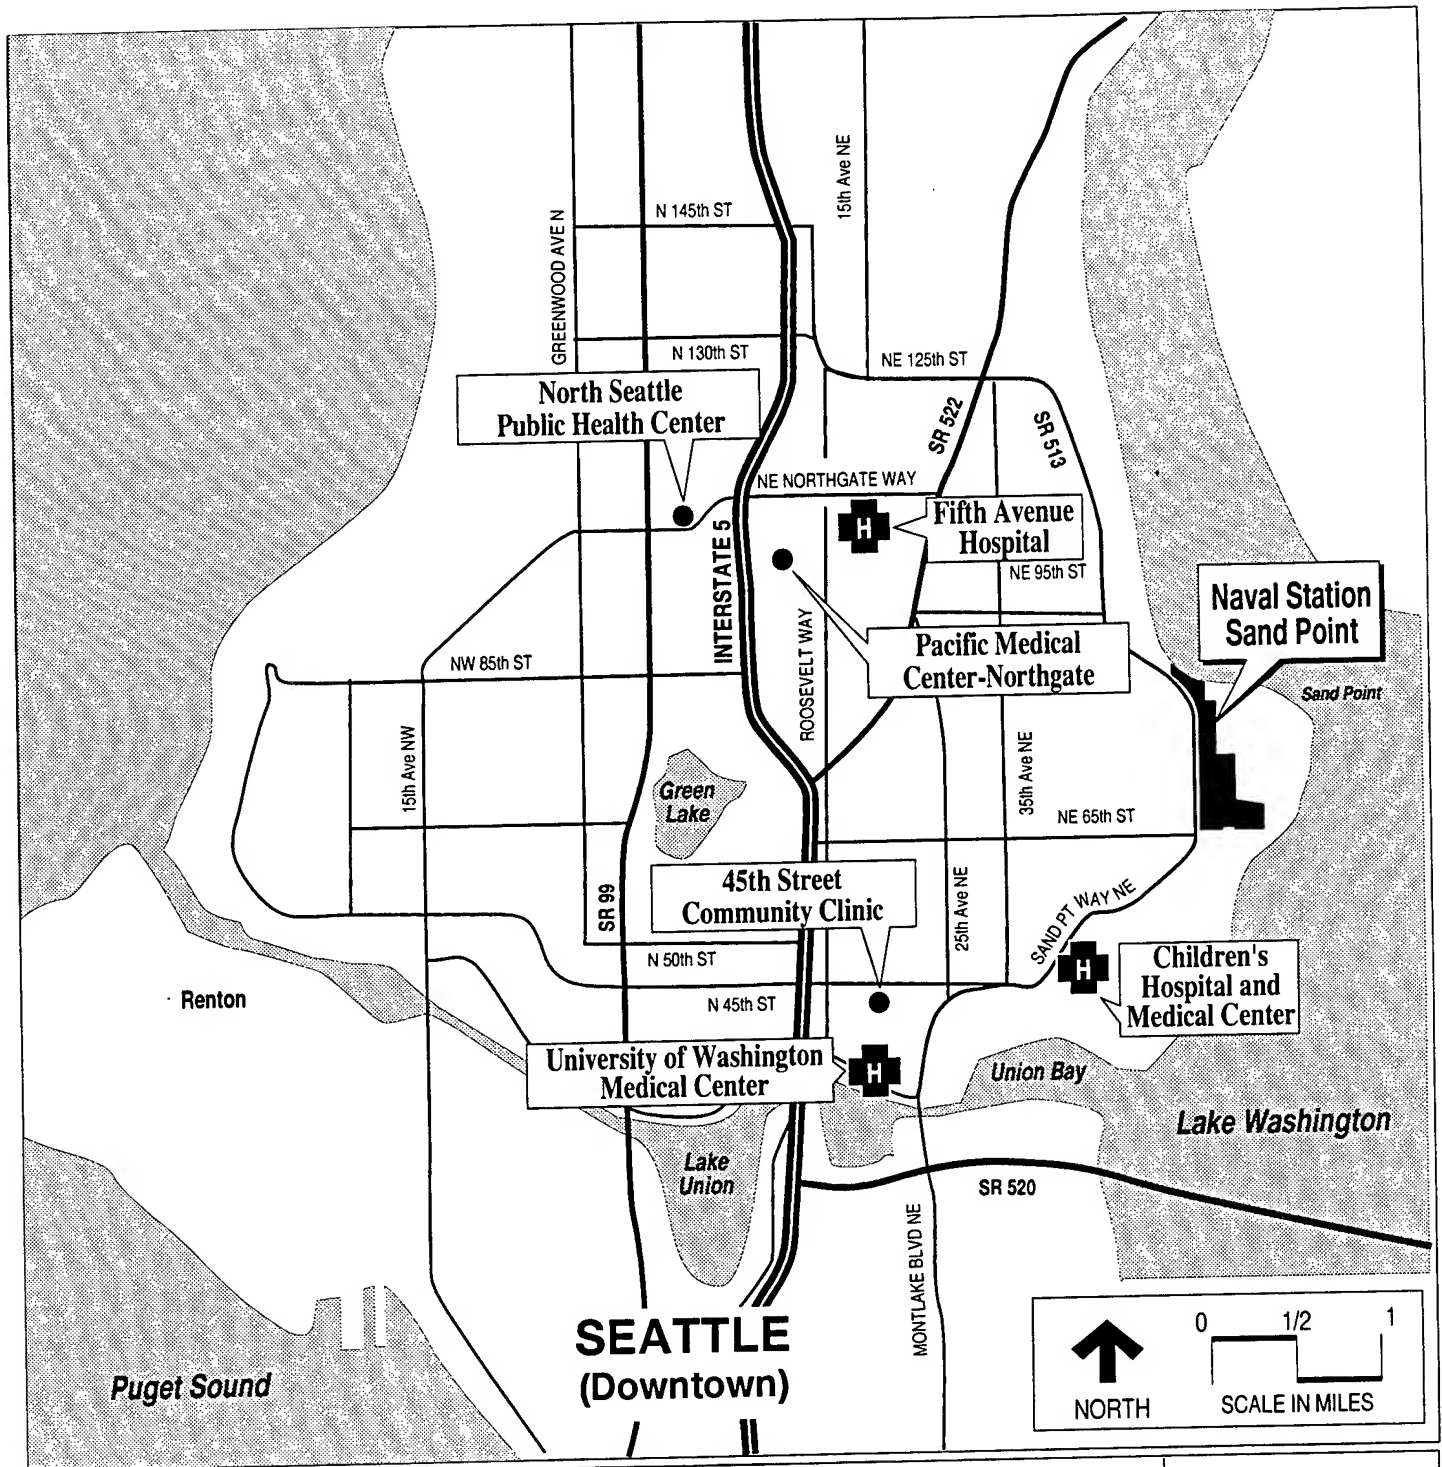 15th Ave NE
N 145th ST
GREENWOOD AVE N
N 130th ST
NE 125th ST
North Seattle
Public Health Center
SR 522
SR 513
NE NORTHGATE WAY
Fifth Avenue
Hospital
H
INTERSTATE 5
NE 95th ST
Naval Station
Sand Point
Pacific Medical
Center-Northgate
ROOSEVELT WAY
NW 85th ST
Sand Point
15th Ave NW
35th Ave NE
Green
Lake
NE 65th ST
45th Street
Community Clinic
SR 99
25th Ave NE
SAND PT WAY NE
N 50th ST
H
Children's
Hospital and
Medical Center
Renton
N 45th ST
University of Washington
Medical Center
H
Union Bay
Lake Washington
Lake
Union
SR 520
MONTLAKE BLVD NE
SEATTLE
(Downtown)
Puget Sound
NORTH
0 1/2 1
SCALE IN MILES